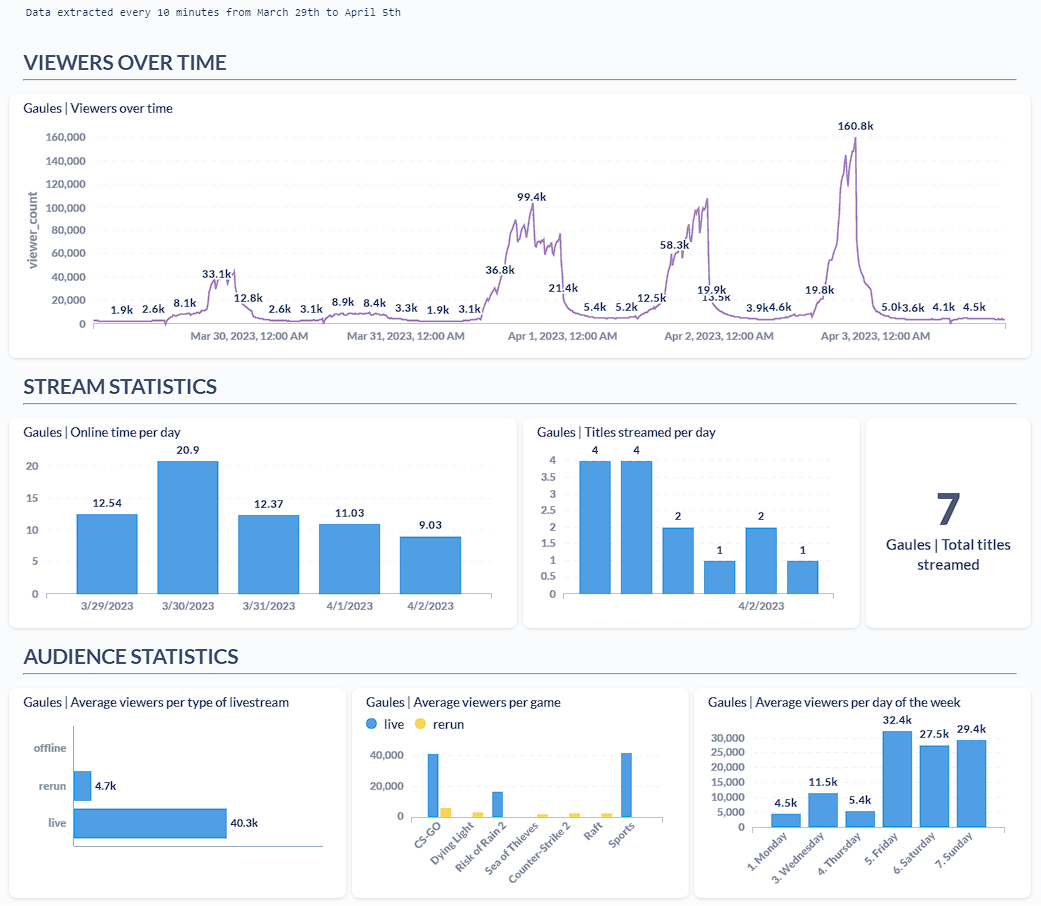 Data extracted every 10 minutes from March 29th to April 5th
VIEWERS OVER TIME
Gaules | Viewers over time
160,000
140,000
120,000
100,000
80,000
60,000
40,000
20,000
0
viewer_count
1.9k 2.6k 8.1k 33.1k 12.8k 2.6k 3.1k 8.9k 8.4k 3.3k 1.9k 3.1k 36.8k 99.4k 21.4k 5.4k 5.2k 12.5k 58.3k 19.9k 13.5k 3.9k 4.6k 19.8k 160.8k 5.0k 3.6k 4.1k 4.5k
Mar 30, 2023, 12:00 AM Mar 31, 2023, 12:00 AM Apr 1, 2023, 12:00 AM Apr 2, 2023, 12:00 AM Apr 3, 2023, 12:00 AM
STREAM STATISTICS
Gaules | Online time per day
20
15
10
5
0
12.54 20.9 12.37 11.03 9.03
3/29/2023 3/30/2023 3/31/2023 4/1/2023 4/2/2023
Gaules | Titles streamed per day
4
3.5
3
2.5
2
1.5
1
0.5
0
4 4 2 1 2 1
4/2/2023
7
Gaules | Total titles
streamed
AUDIENCE STATISTICS
Gaules | Average viewers per type of livestream
offline
rerun 4.7k
live 40.3k
Gaules | Average viewers per game
live rerun
40,000
20,000
0
CS-GO
Dying Light
Risk of Rain 2
Sea of Thieves
Counter-Strike 2
Raft
Sports
Gaules | Average viewers per day of the week
30,000
25,000
20,000
15,000
10,000
5,000
0
4.5k 11.5k 5.4k 32.4k 27.5k 29.4k
1. Monday
3. Wednesday
4. Thursday
5. Friday
6. Saturday
7. Sunday